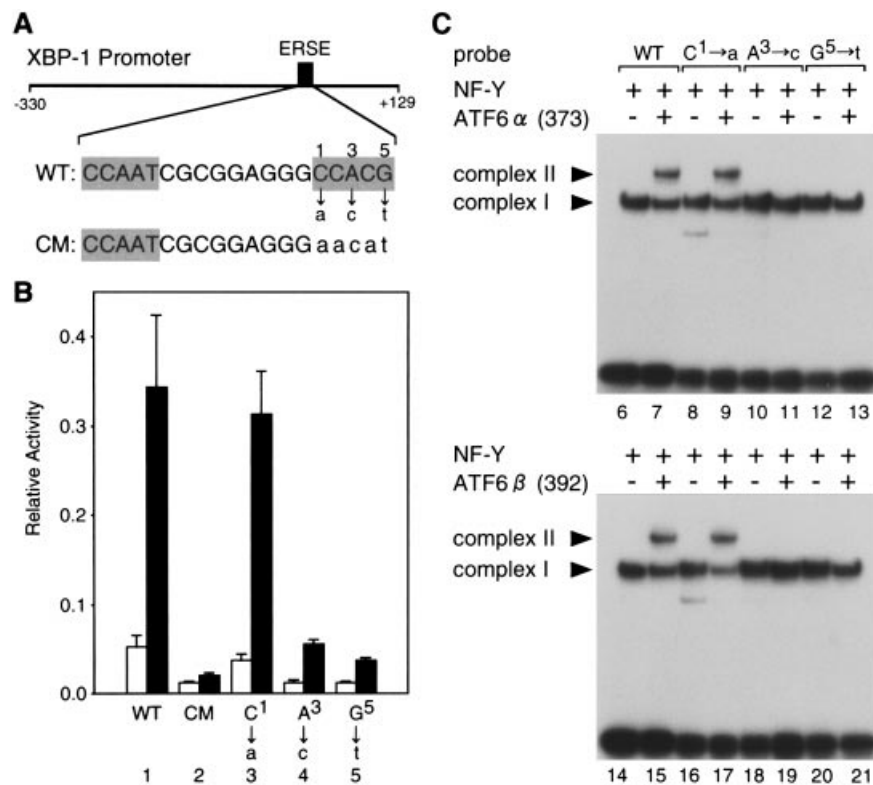 A
ERSE
XBP-1 Promoter
-330 +129
1 3 5
WT: CCAATCGCGGAGGGCCACG
↓ ↓ ↓
a c t
CM: CCAATCGCGGAGGGaacat
B
Relative Activity
0.4
0.3
0.2
0.1
0.0
WT CM C1 A3 G5
↓ ↓ ↓
a c t
1 2 3 4 5
C
probe WT C1→a A3→c G5→t
NF-Y + + + + + + + +
ATF6 α (373) - + - + - + - +
complex II
complex I
6 7 8 9 10 11 12 13
NF-Y + + + + + + + +
ATF6 β (392) - + - + - + - +
complex II
complex I
14 15 16 17 18 19 20 21